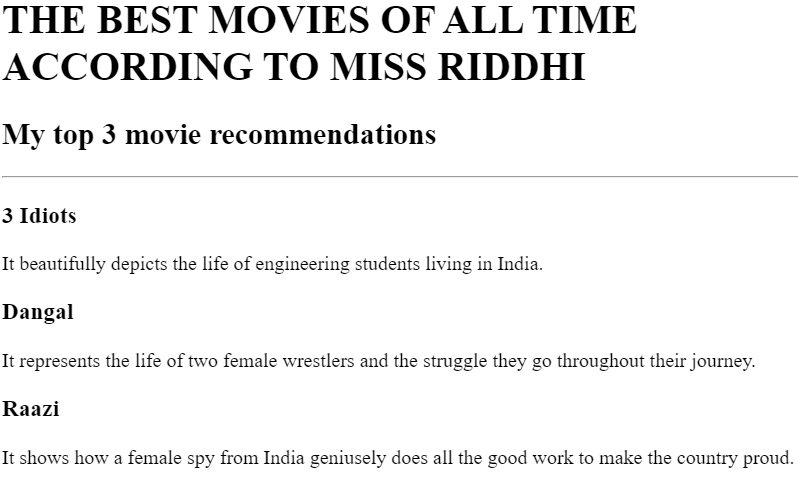 THE BEST MOVIES OF ALL TIME
ACCORDING TO MISS RIDDHI
My top 3 movie recommendations
3 Idiots
It beautifully depicts the life of engineering students living in India.
Dangal
It represents the life of two female wrestlers and the struggle they go throughout their journey.
Raazi
It shows how a female spy from India geniusely does all the good work to make the country proud.